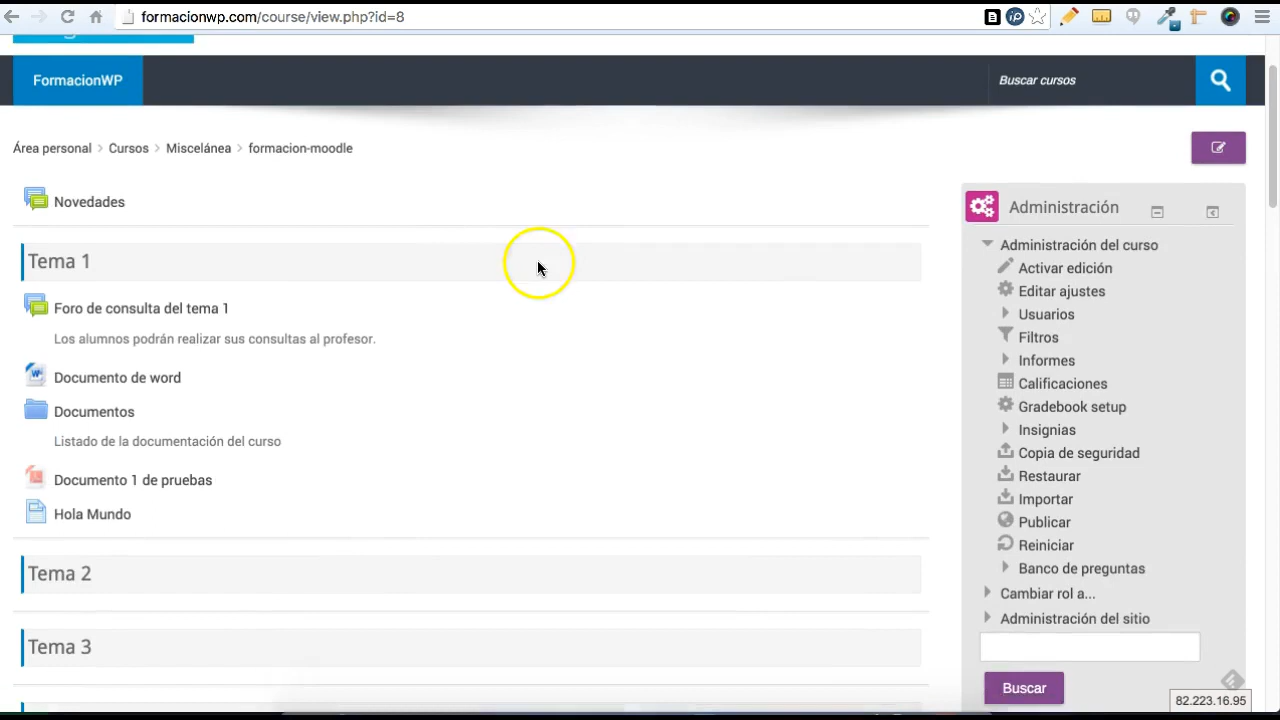 formacionwp.com/course/view.php?id=8
FormacionWP
Buscar cursos
Área personal > Cursos > Miscelánea > formacion-moodle
Novedades
Tema 1
Foro de consulta del tema 1
Los alumnos podrán realizar sus consultas al profesor.
Documento de word
Documentos
Listado de la documentación del curso
Documento 1 de pruebas
Hola Mundo
Tema 2
Tema 3
Administración
Administración del curso
Activar edición
Editar ajustes
Usuarios
Filtros
Informes
Calificaciones
Gradebook setup
Insignias
Copia de seguridad
Restaurar
Importar
Publicar
Reiniciar
Banco de preguntas
Cambiar rol a...
Administración del sitio
Buscar
82.223.16.95